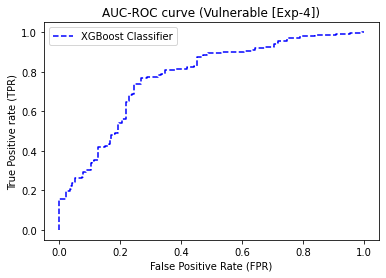 AUC-ROC curve (Vulnerable [Exp-4])
XGBoost Classifier
True Positive rate (TPR)
1.0
0.8
0.6
0.4
0.2
0.0
0.0 0.2 0.4 0.6 0.8 1.0
False Positive Rate (FPR)